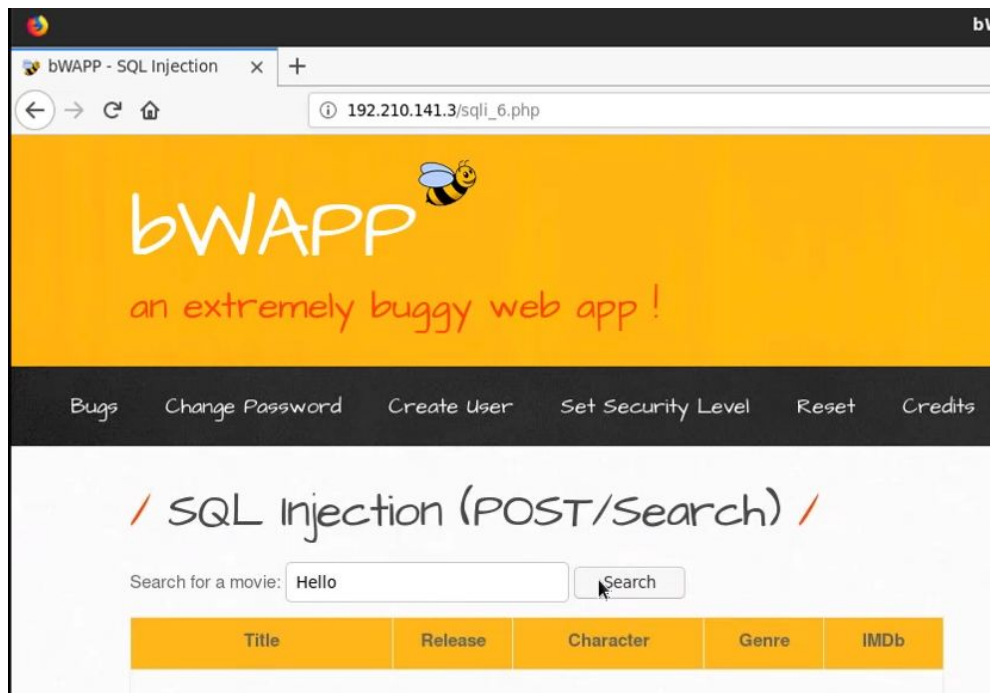 bW
bWAPP - SQL Injection
192.210.141.3/sqli_6.php
bWAPP
an extremely buggy web app !
Bugs Change Password Create User Set Security Level Reset Credits
/ SQL Injection (POST/Search) /
Search for a movie: Hello Search
Title Release Character Genre IMDb